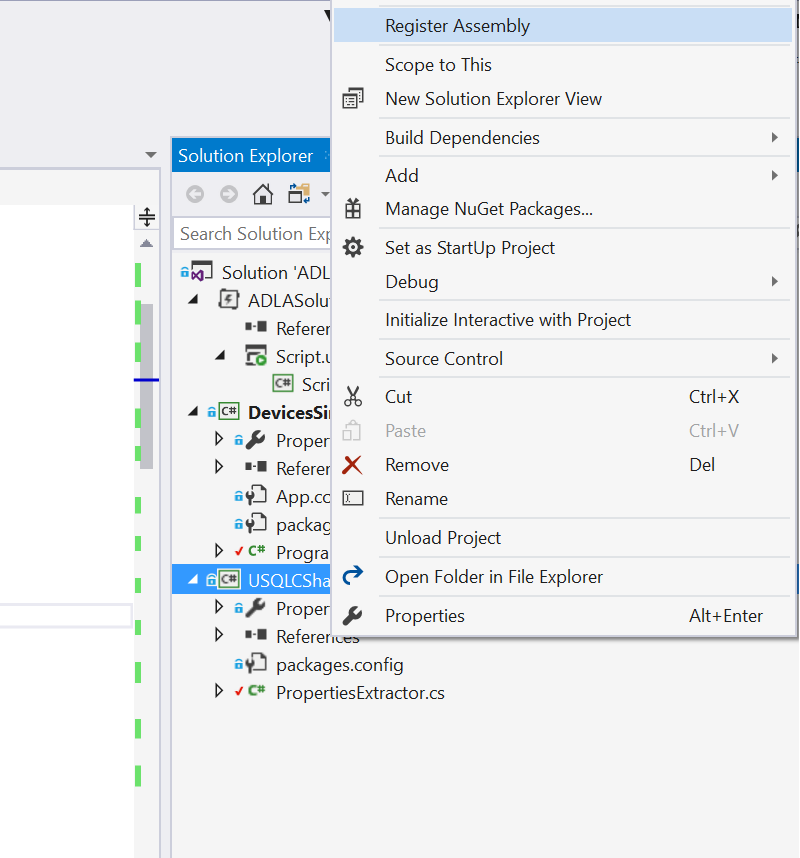 Register Assembly
Scope to This
New Solution Explorer View
Build Dependencies
Add
Manage NuGet Packages...
Set as StartUp Project
Debug
Initialize Interactive with Project
Source Control
Cut Ctrl+X
Paste Ctrl+V
Remove Del
Rename
Unload Project
Open Folder in File Explorer
Properties Alt+Enter
Solution Explorer
Search Solution Exp
Solution 'ADL
ADLASolu
Referen
Script.u
C# Scri
C# DevicesSi
Proper
Referen
App.co
packag
C# Progra
C# USQLCSha
Proper
References
packages.config
C# PropertiesExtractor.cs